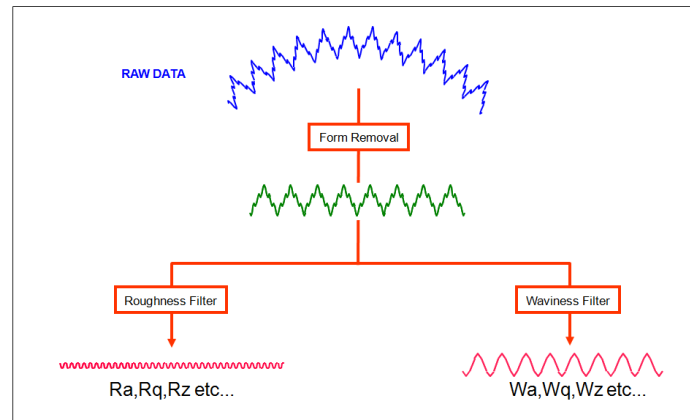 RAW DATA
Form Removal
Roughness Filter
Waviness Filter
Ra,Rq,Rz etc...
Wa,Wq,Wz etc...